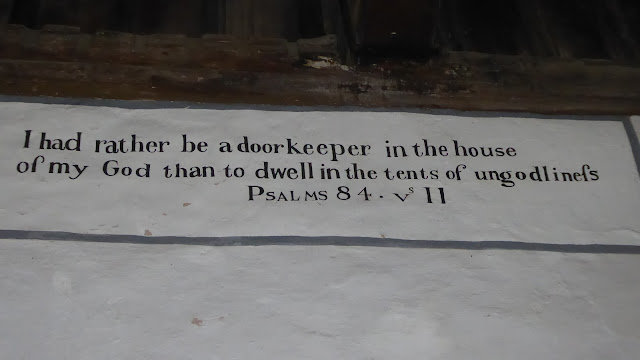 I had rather be a doorkeeper in the house
of my God than to dwell in the tents of ungodlineſs
PSALMS 84. Vˢ 11